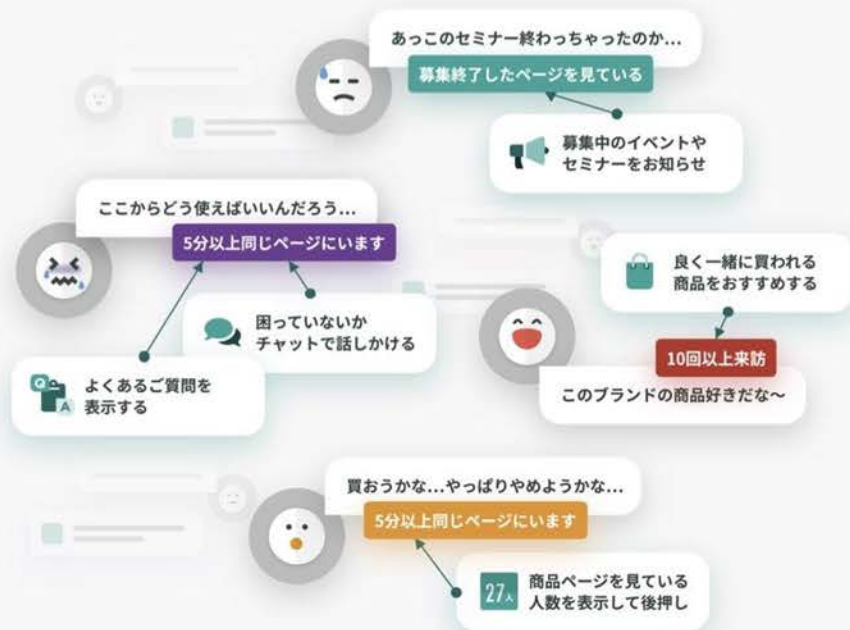 あっこのセミナー終わっちゃったのか...
募集終了したページを見ている
募集中のイベントや
セミナーをお知らせ
ここからどう使えばいいんだろう...
5分以上同じページにいます
困っていないか
チャットで話しかける
Q
A
よくあるご質問を
表示する
良く一緒に買われる
商品をおすすめする
10回以上来訪
このブランドの商品好きだな〜
買おうかな...やっぱりやめようかな...
5分以上同じページにいます
27人
商品ページを見ている
人数を表示して後押し